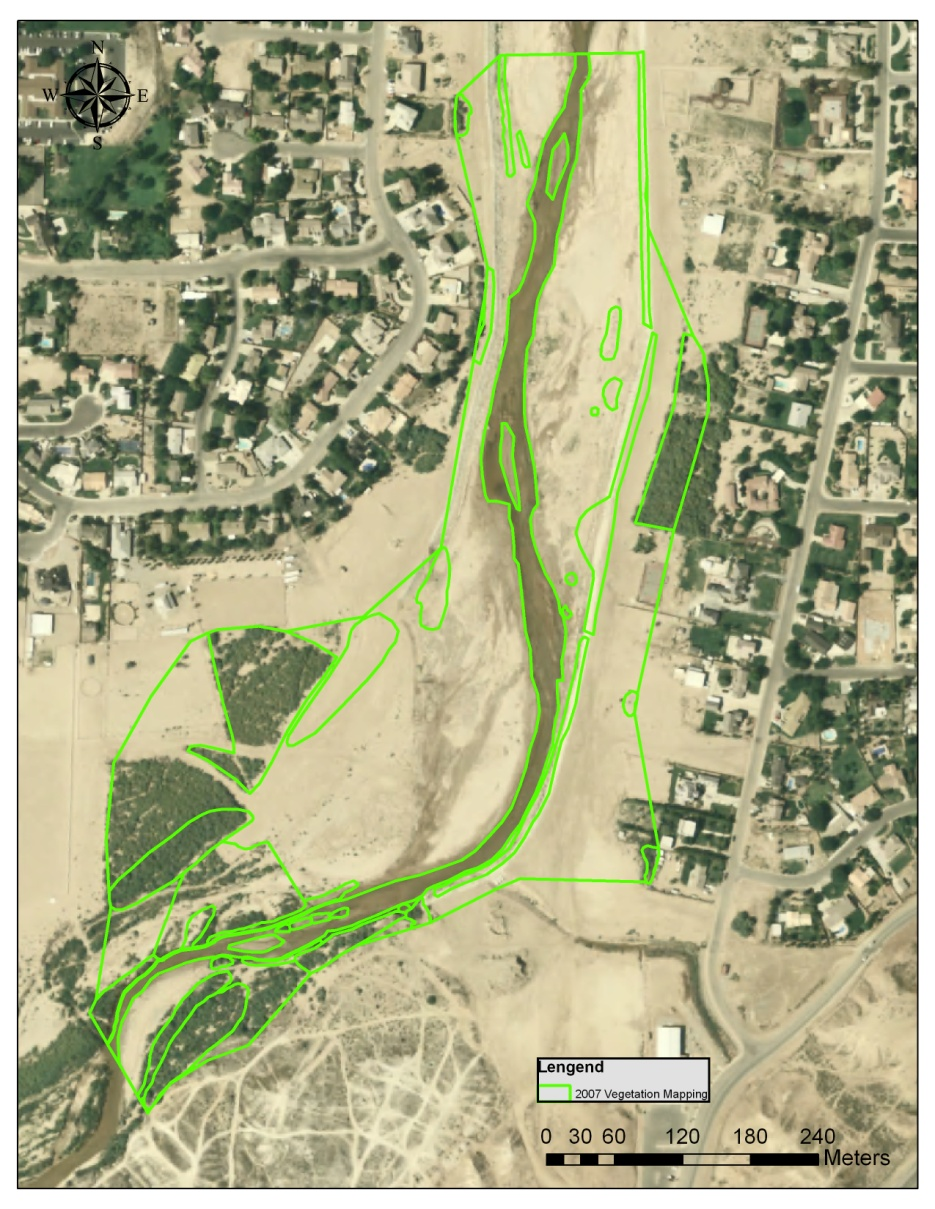 N
W E
S
Lengend
2007 Vegetation Mapping
0 30 60 120 180 240
Meters